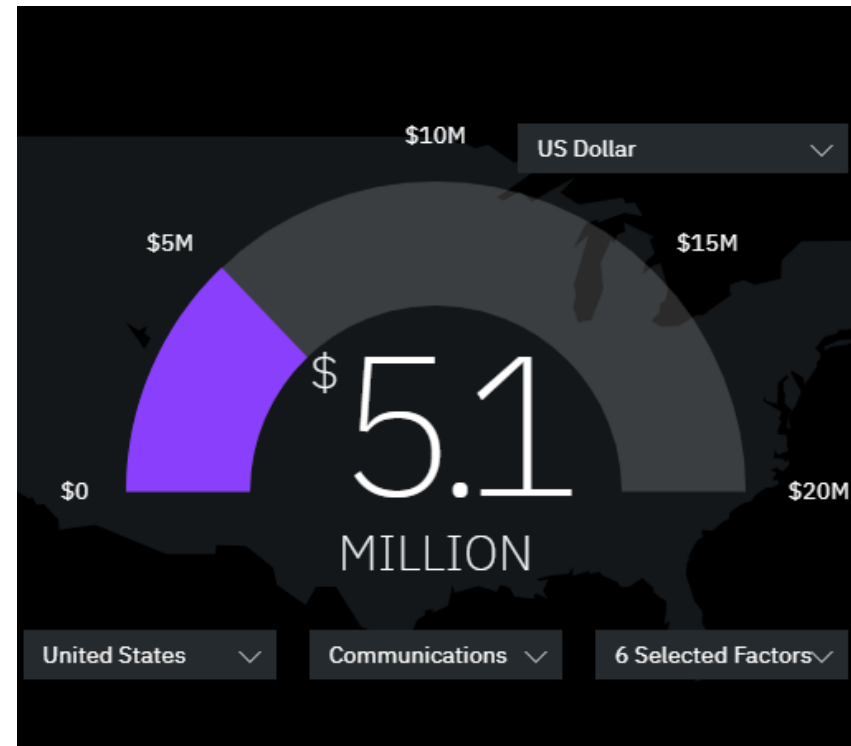 $10M
US Dollar
$5M
$15M
$5.1
MILLION
$0
$20M
United States
Communications
6 Selected Factors